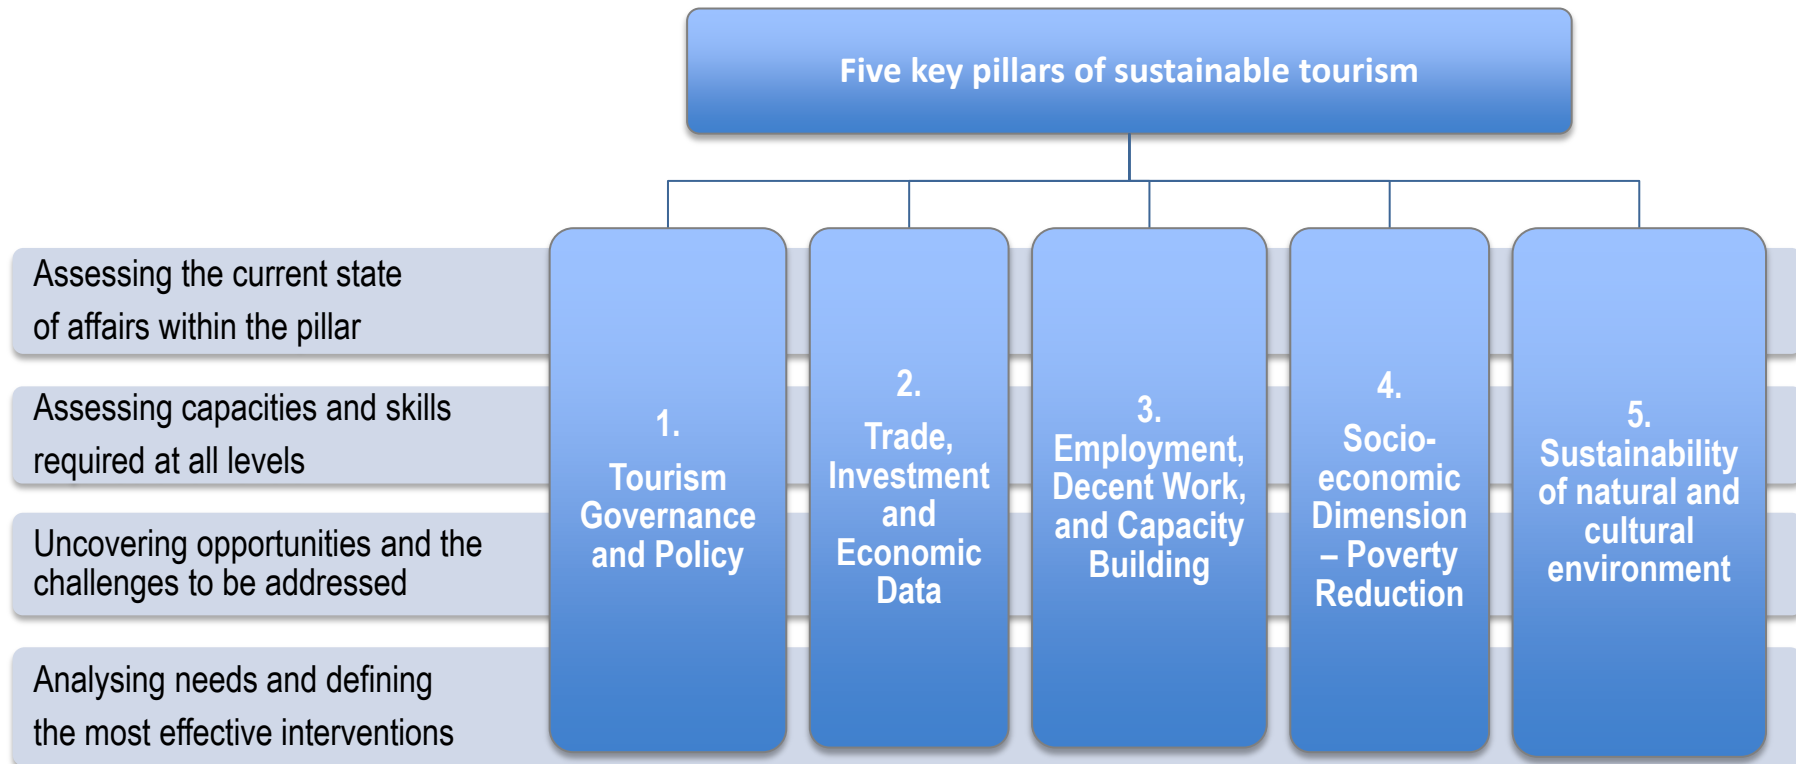 Five key pillars of sustainable tourism
Assessing the current state
of affairs within the pillar
Assessing capacities and skills
required at all levels
Uncovering opportunities and the
challenges to be addressed
Analysing needs and defining
the most effective interventions
1.
Tourism
Governance
and Policy
2.
Trade,
Investment
and
Economic
Data
3.
Employment,
Decent Work,
and Capacity
Building
4.
Socio-
economic
Dimension
– Poverty
Reduction
5.
Sustainability
of natural and
cultural
environment